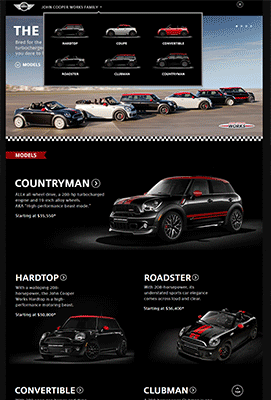 JOHN COOPER WORKS FAMILY
HARDTOP
COUPE
CONVERTIBLE
ROADSTER
CLUBMAN
COUNTRYMAN
THE
MODELS
WORKS
MODELS
COUNTRYMAN
ALL4 all-wheel drive, a 208 hp turbocharged
engine and 18 inch alloy wheels.
AKA "High-performance beast mode."
Starting at $35,550*
HARDTOP
With a walloping 208-
horsepower, the John Cooper
Works Hardtop is a high-
performance motoring beast.
Starting at $30,800*
ROADSTER
With 208-horsepower, its
understated sports car elegance
comes across loud and clear.
Starting at $36,400*
CONVERTIBLE
CLUBMAN